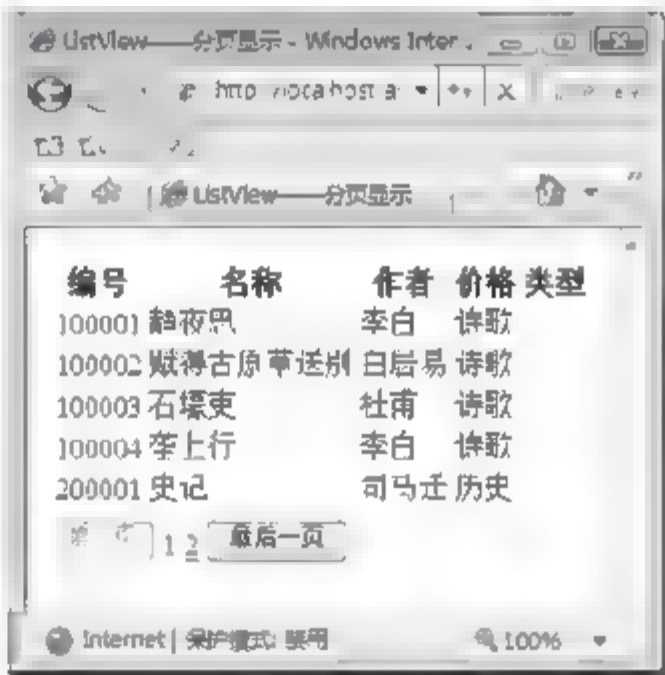 ListView——分页显示 - Windows Inter
http localhost
ListView——分页显示
编号 名称 作者 价格 类型
100001 静夜思 李白 诗歌
100002 赋得古原草送别 白居易 诗歌
100003 石壕吏 杜甫 诗歌
100004 垄上行 李白 诗歌
200001 史记 司马迁 历史
1 2 最后一页
Internet | 保护模式: 禁用 100%